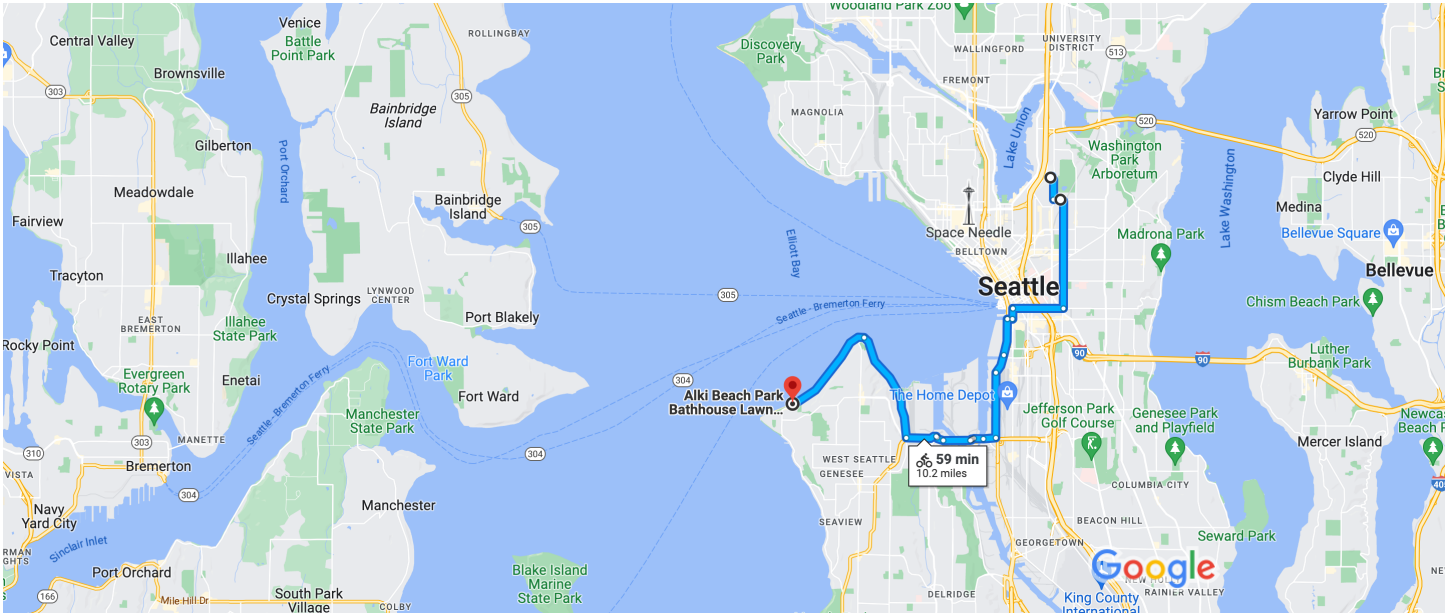 Woodland Park Zoo
Venice
Central Valley
Battle
Point Park
ROLLINGBAY
Discovery
Park
WALLINGFORD
UNIVERSITY
DISTRICT
513
Brownsville
303
305
Bainbridge
Island
FREMONT
MAGNOLIA
Lake Union
520
Yarrow Point
520
Gilberton
Port Orchard
Washington
Park
Arboretum
Lake Washington
Clyde Hill
Meadowdale
Bainbridge
Island
305
Medina
Fairview
Space Needle
BELLTOWN
Madrona Park
Bellevue Square
Illahee
Elliott Bay
Tracyton
Bellevue
Crystal Springs
LYNWOOD
CENTER
305
Seattle
Chism Beach Park
Port Blakely
Seattle - Bremerton Ferry
EAST
BREMERTON
Illahee
State Park
Rocky Point
90
90
Luther
Burbank Park
Fort Ward
Park
Evergreen
Rotary Park
Enetai
304
Fort Ward
Alki Beach Park
Bathhouse Lawn...
The Home Depot
Seattle - Bremerton Ferry
Manchester
State Park
Jefferson Park
Golf Course
Genesee Park
and Playfield
303
MANETTE
Mercer Island
310
304
WEST SEATTLE
GENESEE
59 min
10.2 miles
VISTA
Bremerton
304
COLUMBIA CITY
Manchester
Navy
Yard City
SEAVIEW
BEACON HILL
Seward Park
Sinclair Inlet
GEORGETOWN
Port Orchard
Blake Island
Marine
State Park
Google
166
Mile Hill Dr
South Park
Village
COLBY
DELRIDGE
King County
International
RAINIER VALLEY